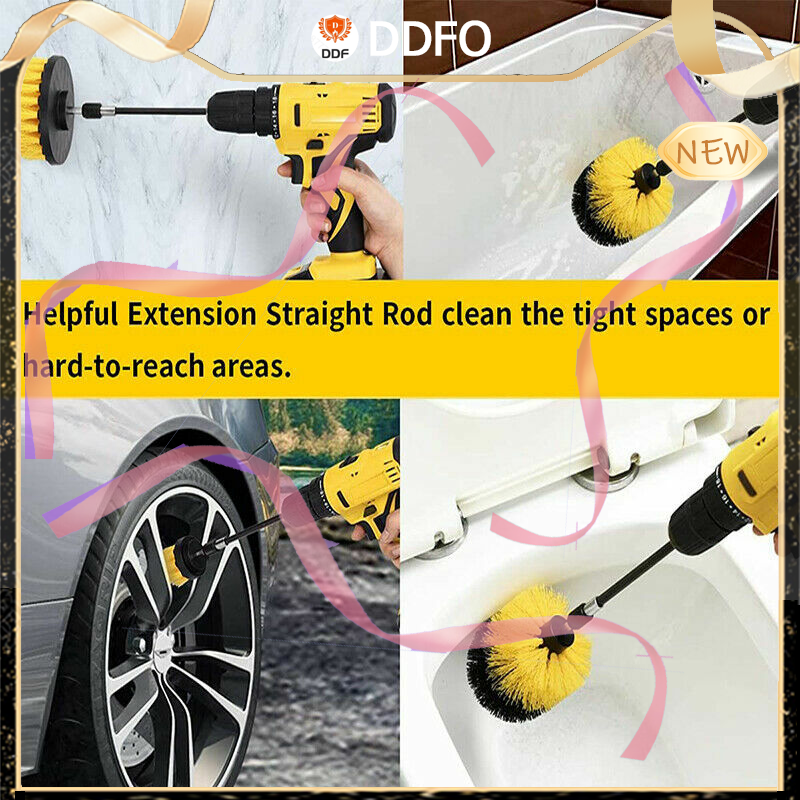 DDF
DDFO
NEW
Helpful Extension Straight Rod clean the tight spaces or
hard-to-reach areas.